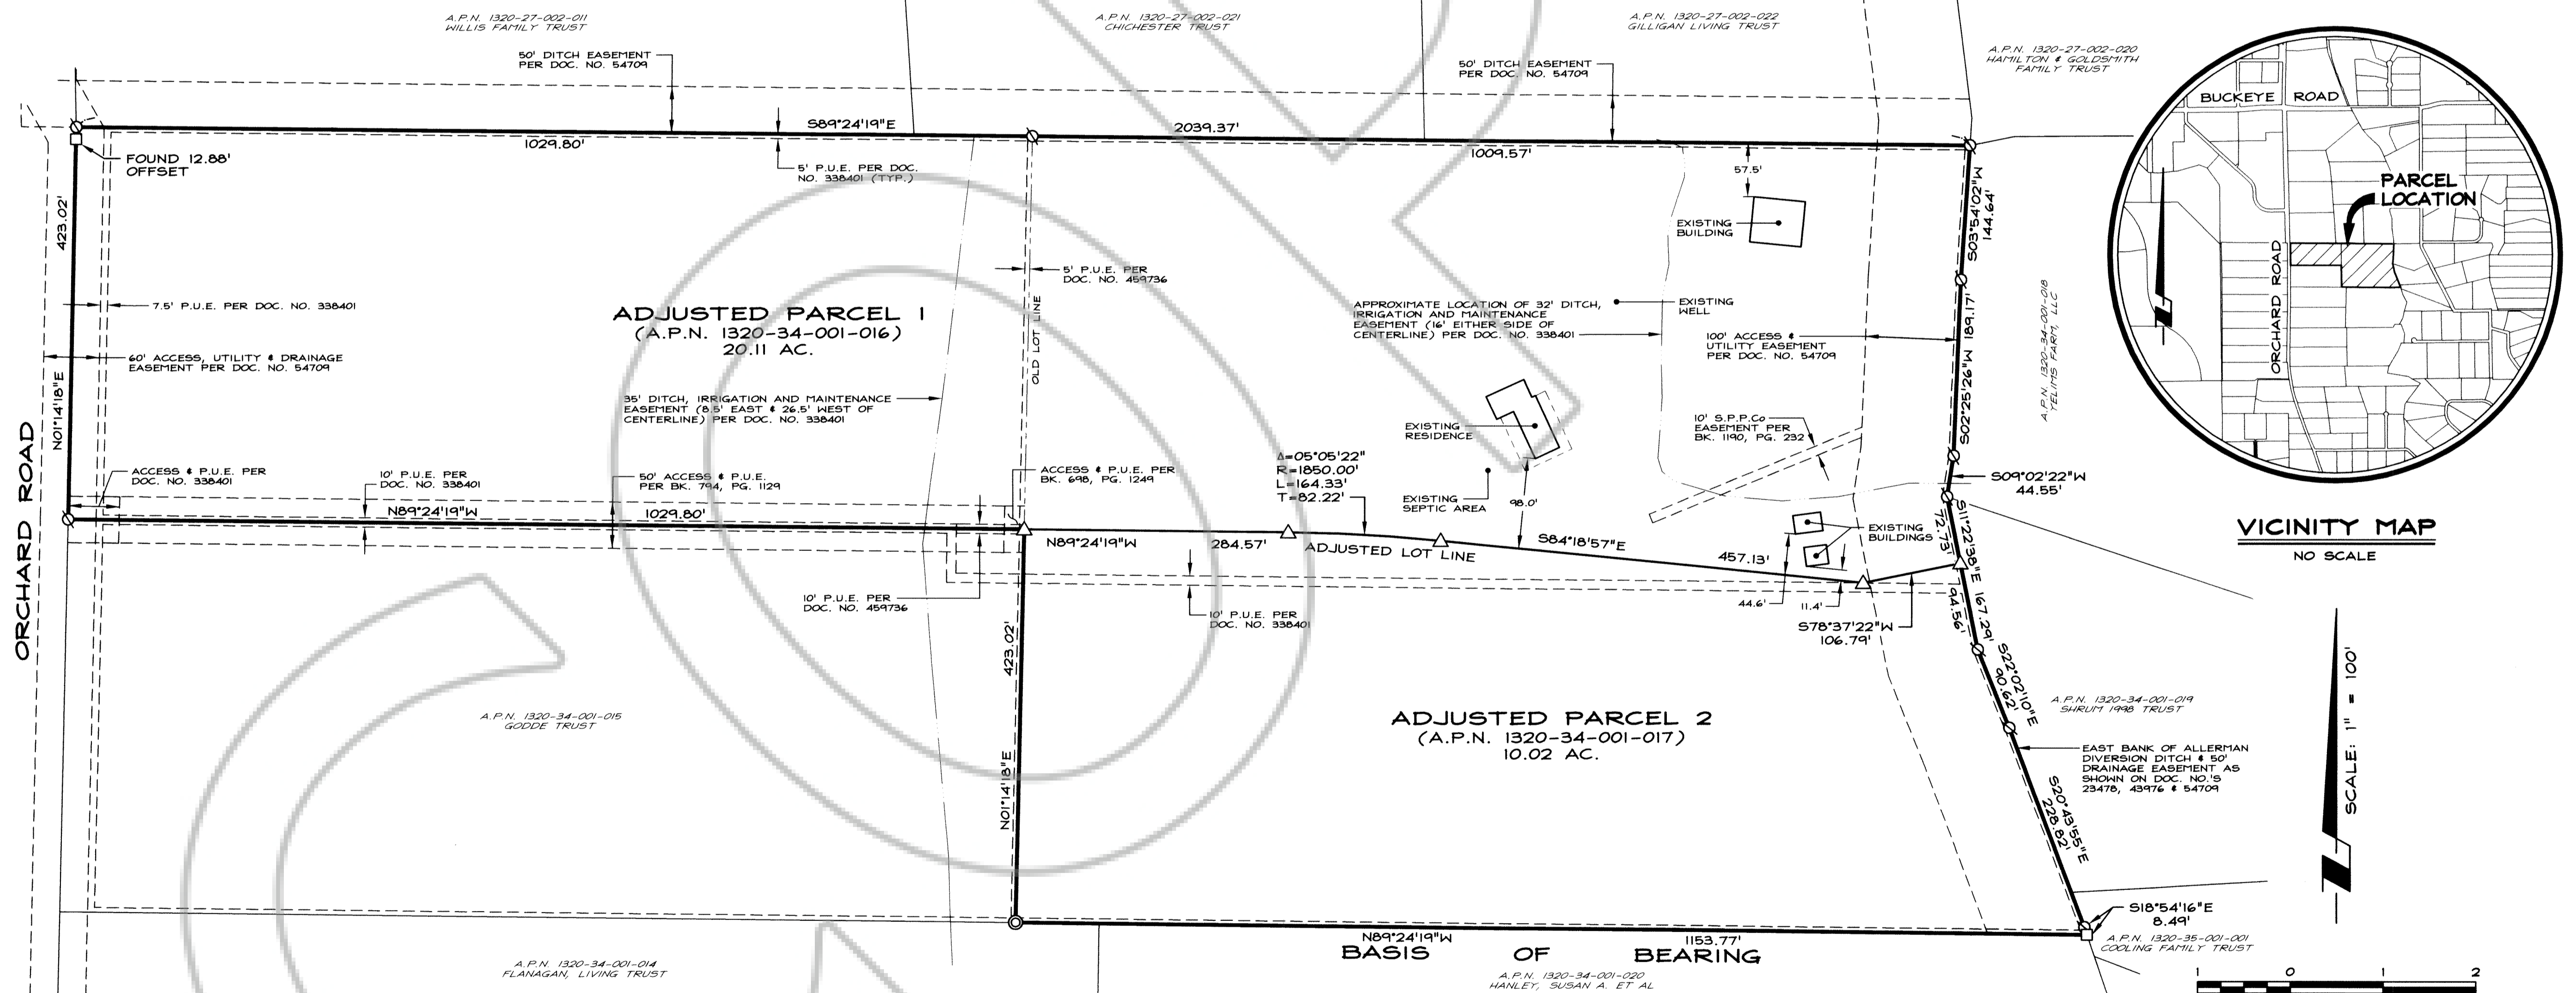 A.P.N. 1320-27-002-011
WILLIS FAMILY TRUST
A.P.N. 1320-27-002-021
CHICHESTER TRUST
A.P.N. 1320-27-002-022
GILLIGAN LIVING TRUST
A.P.N. 1320-27-002-020
HAMILTON & GOLDSMITH
FAMILY TRUST
50' DITCH EASEMENT
PER DOC. NO. 54709
50' DITCH EASEMENT
PER DOC. NO. 54709
BUCKEYE ROAD
PARCEL
LOCATION
ORCHARD ROAD
VICINITY MAP
NO SCALE
S89°24'19"E
2039.37'
1029.80'
1009.57'
FOUND 12.88'
OFFSET
5' P.U.E. PER DOC.
NO. 338401 (TYP.)
57.5'
EXISTING
BUILDING
S03°54'02"W
144.64'
423.02'
N01°14'18"E
7.5' P.U.E. PER DOC. NO. 338401
5' P.U.E. PER
DOC. NO. 459736
OLD LOT LINE
ADJUSTED PARCEL 1
(A.P.N. 1320-34-001-016)
20.11 AC.
APPROXIMATE LOCATION OF 32' DITCH,
IRRIGATION AND MAINTENANCE
EASEMENT (16' EITHER SIDE OF
CENTERLINE) PER DOC. NO. 338401
EXISTING
WELL
100' ACCESS &
UTILITY EASEMENT
PER DOC. NO. 54709
S02°25'26"W 189.17'
A.P.N. 1320-34-001-018
YELIMS FARM, LLC
60' ACCESS, UTILITY & DRAINAGE
EASEMENT PER DOC. NO. 54709
35' DITCH, IRRIGATION AND MAINTENANCE
EASEMENT (8.5' EAST & 26.5' WEST OF
CENTERLINE) PER DOC. NO. 338401
EXISTING
RESIDENCE
10' S.P.P.Co
EASEMENT PER
BK. 1190, PG. 232
ORCHARD ROAD
ACCESS & P.U.E. PER
DOC. NO. 338401
10' P.U.E. PER
DOC. NO. 338401
50' ACCESS & P.U.E.
PER BK. 794, PG. 1129
ACCESS & P.U.E. PER
BK. 698, PG. 1249
Δ=05°05'22"
R=1850.00'
L=164.33'
T=82.22'
EXISTING
SEPTIC AREA
98.0'
S09°02'22"W
44.55'
N89°24'19"W
1029.80'
N89°24'19"W
284.57'
ADJUSTED LOT LINE
S84°18'57"E
457.13'
EXISTING
BUILDINGS
S11°22'38"E 167.29'
72.73'
94.56'
10' P.U.E. PER
DOC. NO. 459736
10' P.U.E. PER
DOC. NO. 338401
44.6'
11.4'
S78°37'22"W
106.79'
423.02'
N01°14'18"E
S22°02'10"E
90.62'
A.P.N. 1320-34-001-015
GODDE TRUST
ADJUSTED PARCEL 2
(A.P.N. 1320-34-001-017)
10.02 AC.
A.P.N. 1320-34-001-019
SHRUM 1998 TRUST
EAST BANK OF ALLERMAN
DIVERSION DITCH & 50'
DRAINAGE EASEMENT AS
SHOWN ON DOC. NO.'S
23478, 43976 & 54709
SCALE: 1" = 100'
S20°43'55"E
228.82'
S18°54'16"E
8.49'
N89°24'19"W
1153.77'
BASIS OF BEARING
A.P.N. 1320-35-001-001
COOLING FAMILY TRUST
A.P.N. 1320-34-001-014
FLANAGAN, LIVING TRUST
A.P.N. 1320-34-001-020
HANLEY, SUSAN A. ET AL
1 0 1 2